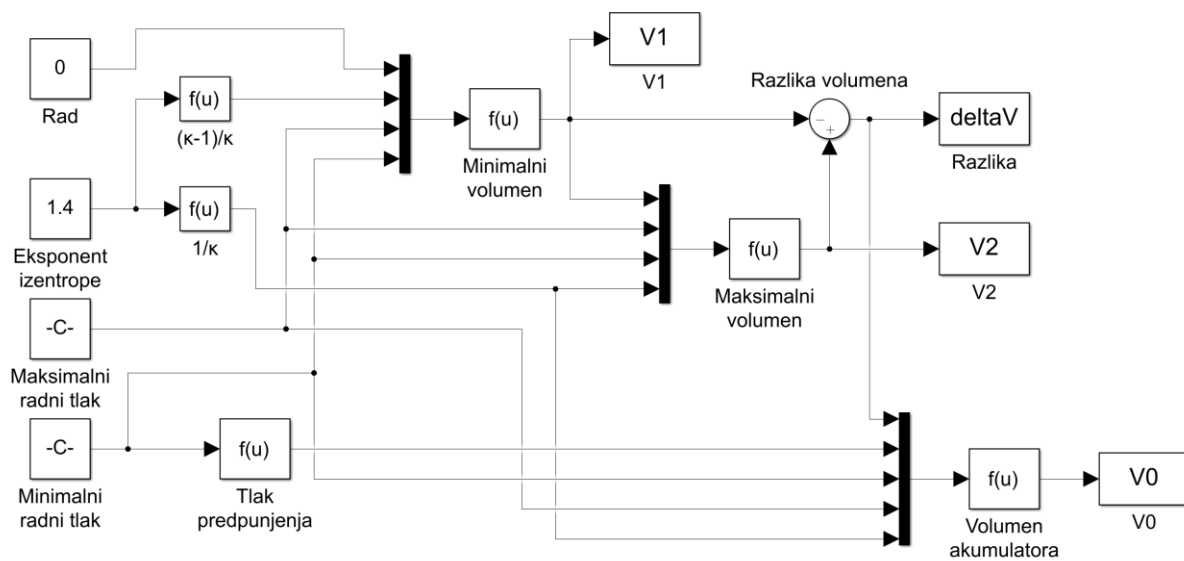 0
Rad
f(u)
(κ-1)/κ
1.4
Eksponent
izentrope
f(u)
1/κ
-C-
Maksimalni
radni tlak
-C-
Minimalni
radni tlak
f(u)
Tlak
predpunjenja
f(u)
Minimalni
volumen
V1
V1
Razlika volumena
-
+
deltaV
Razlika
f(u)
Maksimalni
volumen
V2
V2
f(u)
Volumen
akumulatora
V0
V0